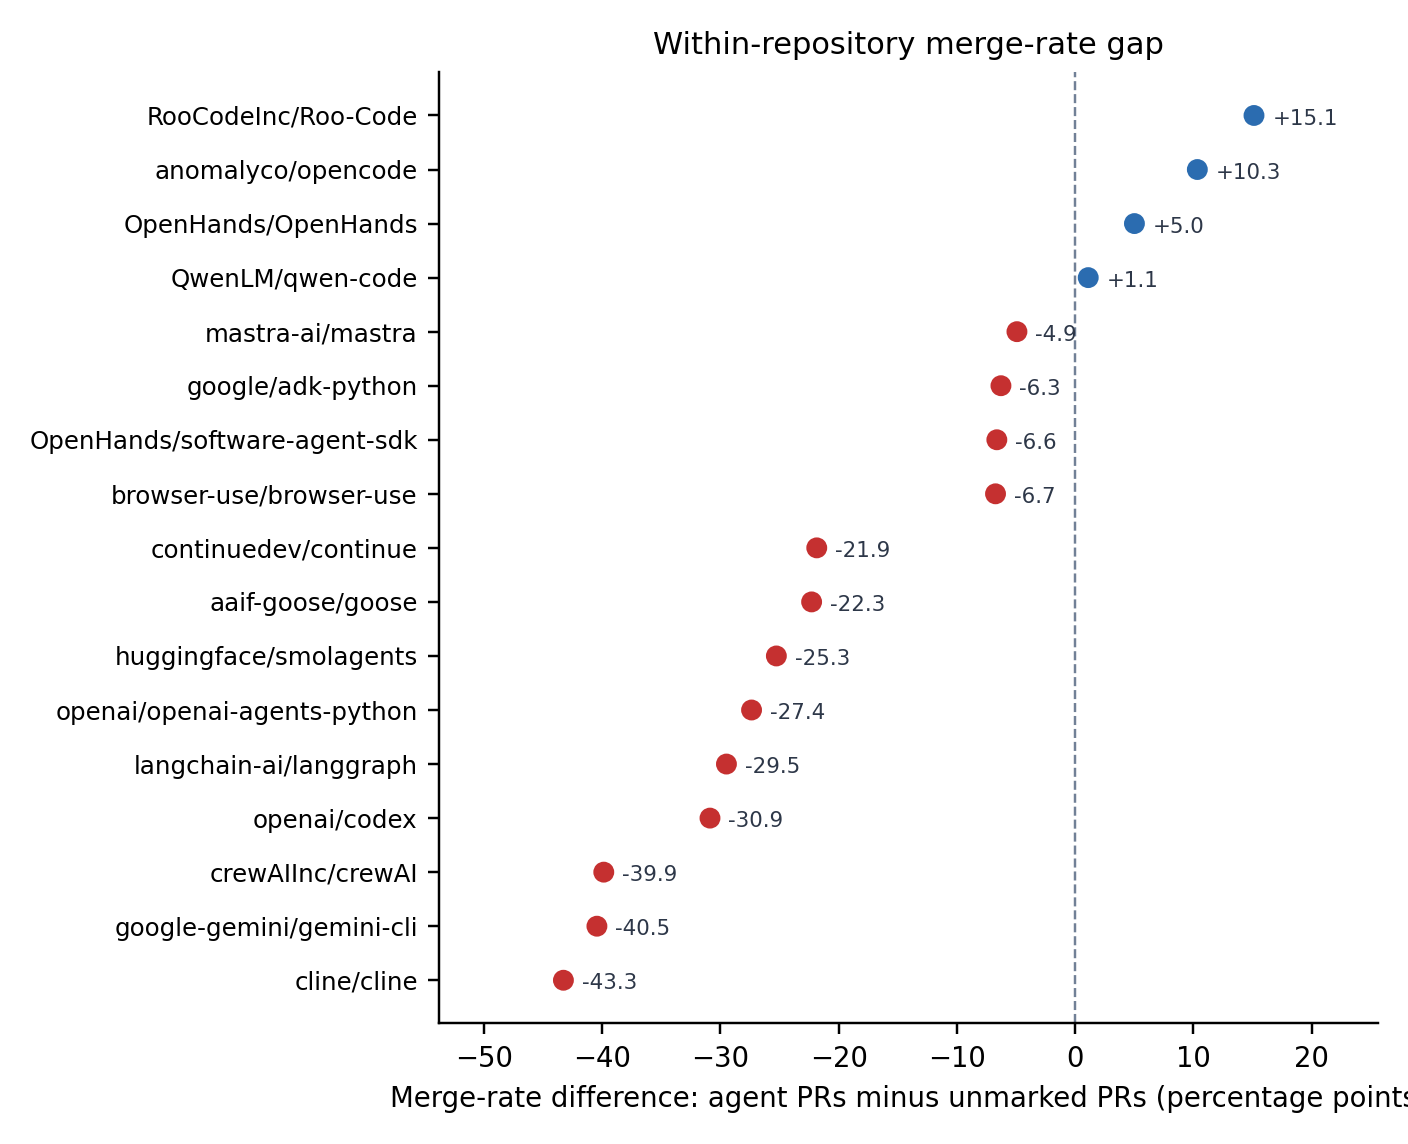 Within-repository merge-rate gap
RooCodeInc/Roo-Code
+15.1
anomalyco/opencode
+10.3
OpenHands/OpenHands
+5.0
QwenLM/qwen-code
+1.1
mastra-ai/mastra
-4.9
google/adk-python
-6.3
OpenHands/software-agent-sdk
-6.6
browser-use/browser-use
-6.7
continuedev/continue
-21.9
aaif-goose/goose
-22.3
huggingface/smolagents
-25.3
openai/openai-agents-python
-27.4
langchain-ai/langgraph
-29.5
openai/codex
-30.9
crewAIInc/crewAI
-39.9
google-gemini/gemini-cli
-40.5
cline/cline
-43.3
−50 −40 −30 −20 −10 0 10 20
Merge-rate difference: agent PRs minus unmarked PRs (percentage points